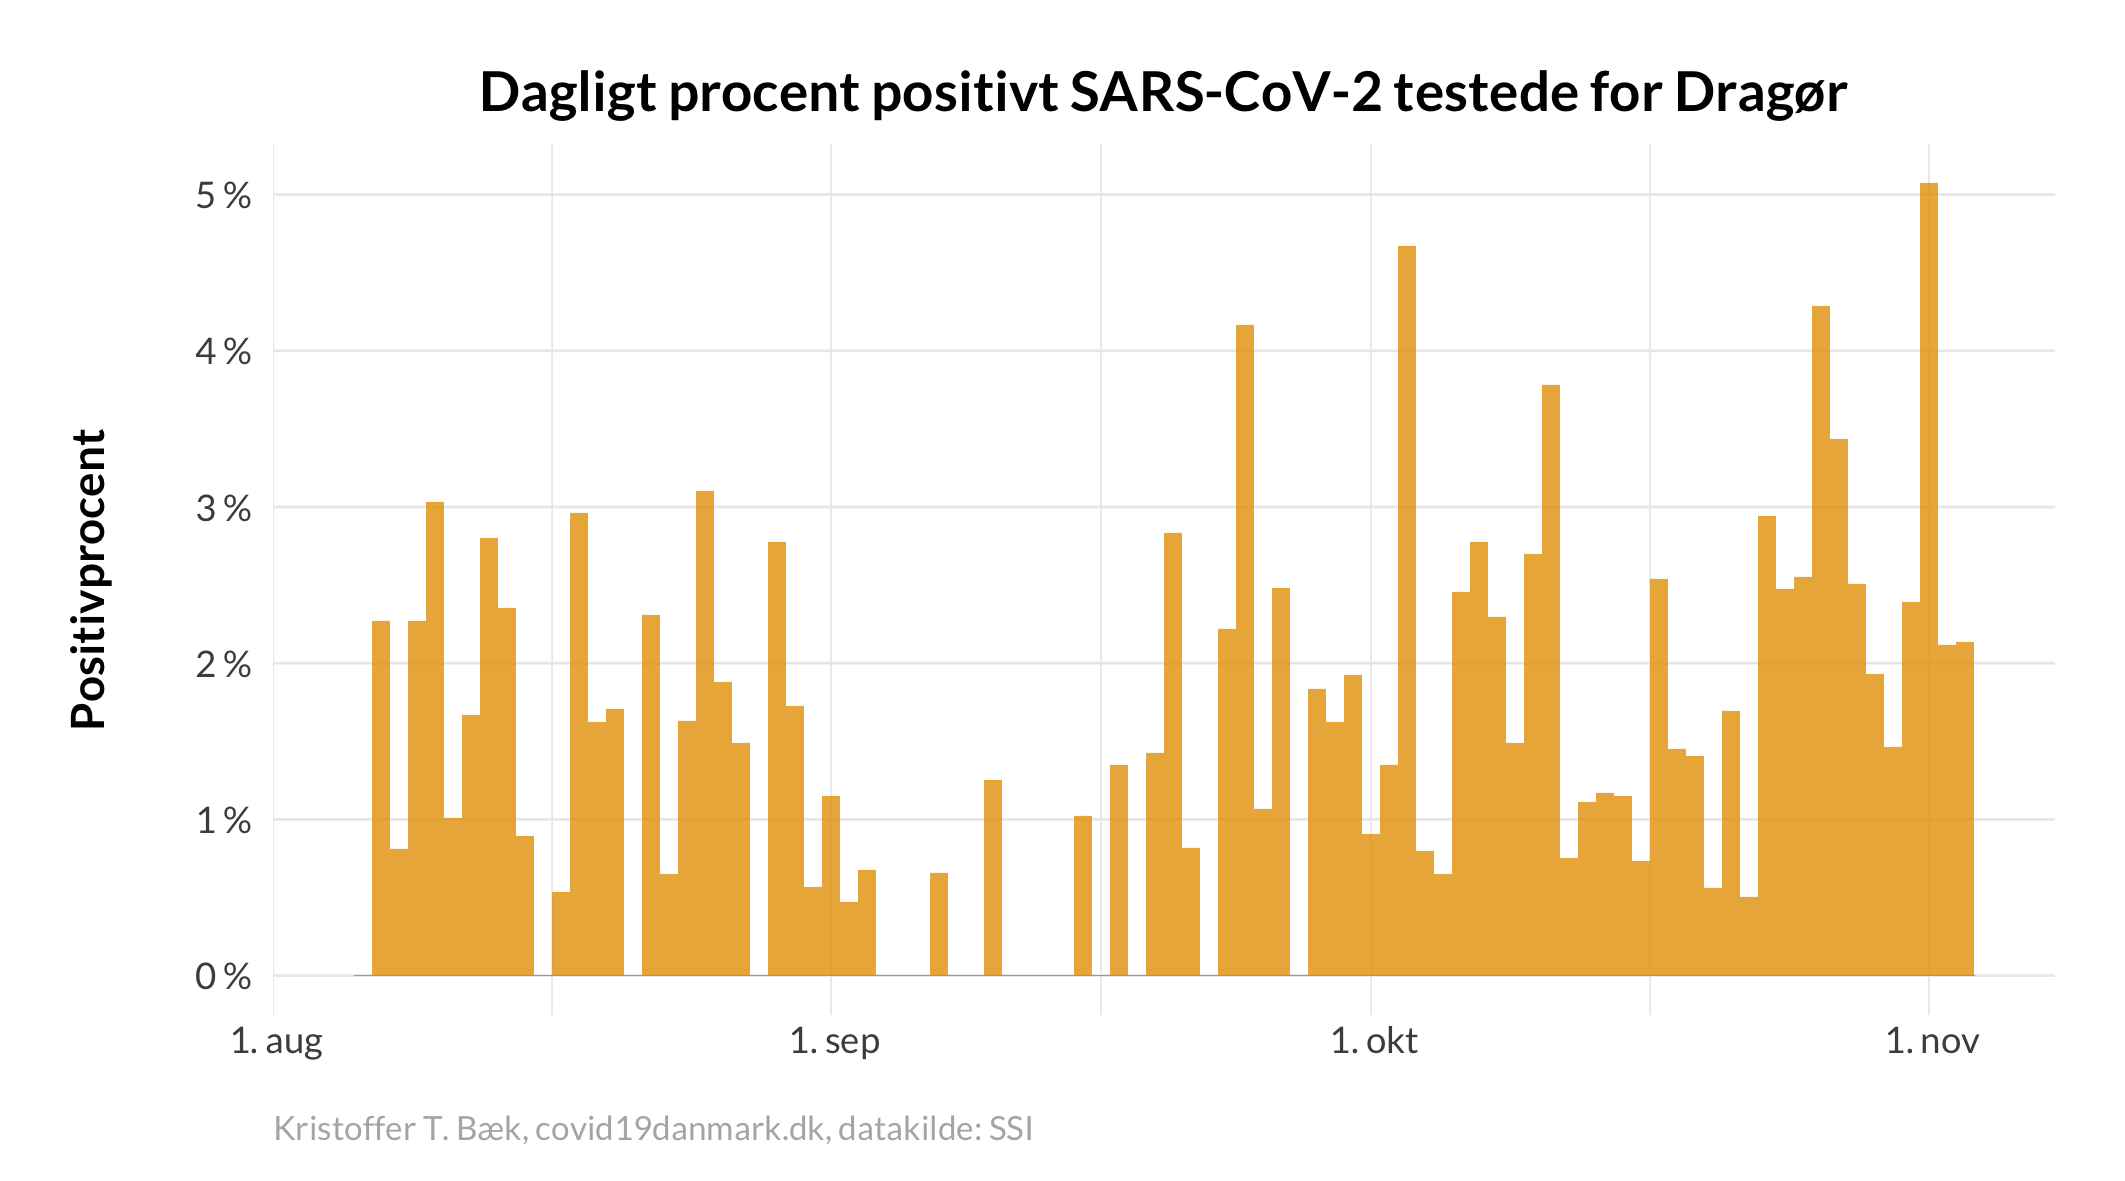 Dagligt procent positivt SARS-CoV-2 testede for Dragør
Positivprocent
5 %
4 %
3 %
2 %
1 %
0 %
1. aug
1. sep
1. okt
1. nov
Kristoffer T. Bæk, covid19danmark.dk, datakilde: SSI